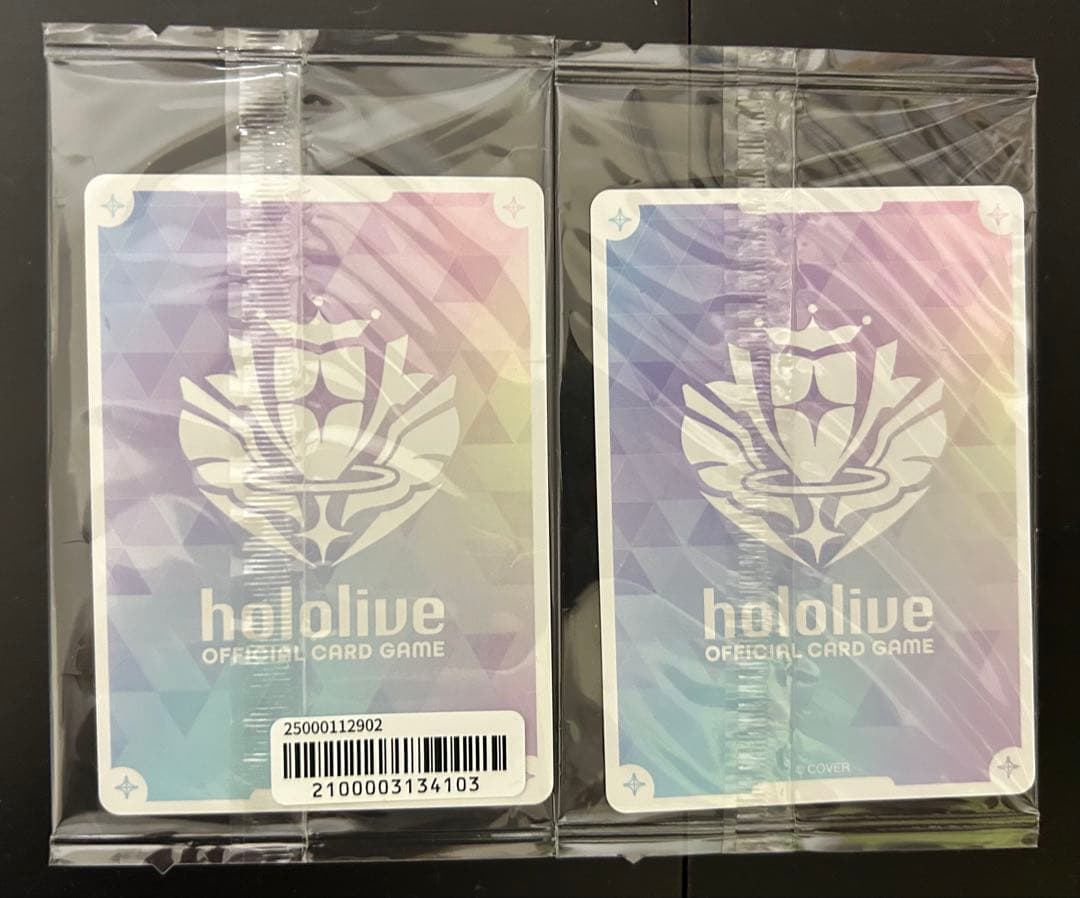 hololive
OFFICIAL CARD GAME
25000112902
2100003134103
hololive
OFFICIAL CARD GAME
© COVER